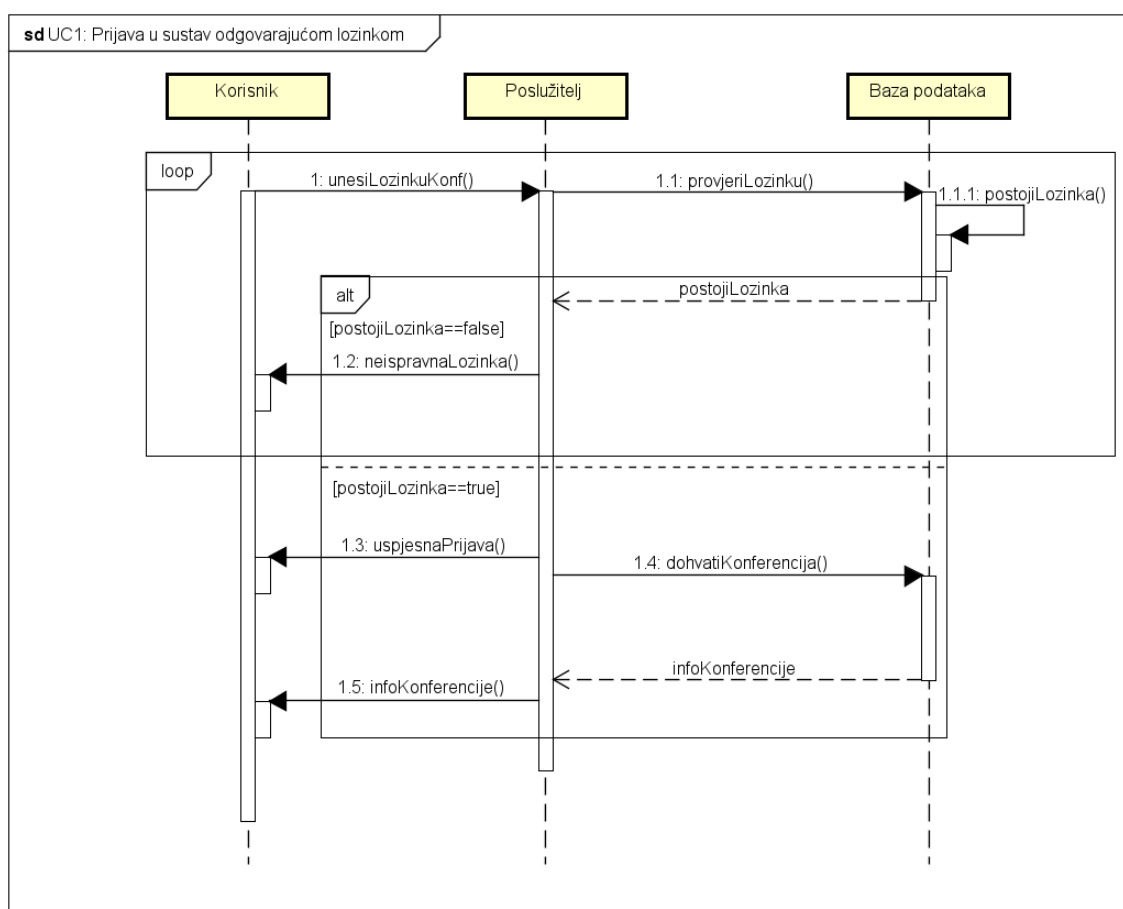 sd UC1: Prijava u sustav odgovarajućom lozinkom
Korisnik
Poslužitelj
Baza podataka
loop
1: unesiLozinkuKonf()
1.1: provjeriLozinku()
1.1.1: postojiLozinka()
alt
postojiLozinka
[postojiLozinka==false]
1.2: neispravnaLozinka()
[postojiLozinka==true]
1.3: uspjesnaPrijava()
1.4: dohvatiKonferencija()
infoKonferencije
1.5: infoKonferencije()